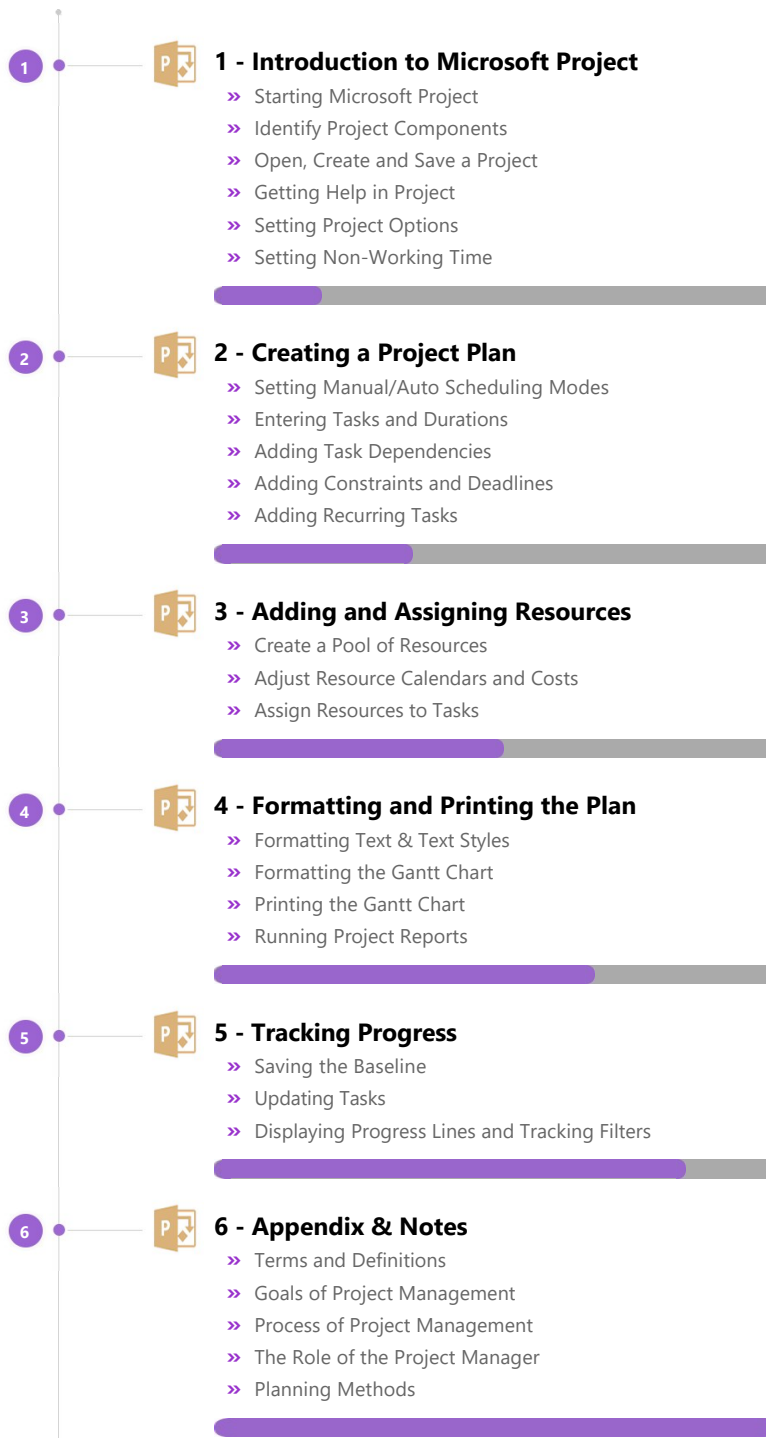 1
P
1 - Introduction to Microsoft Project
» Starting Microsoft Project
» Identify Project Components
» Open, Create and Save a Project
» Getting Help in Project
» Setting Project Options
» Setting Non-Working Time
2
P
2 - Creating a Project Plan
» Setting Manual/Auto Scheduling Modes
» Entering Tasks and Durations
» Adding Task Dependencies
» Adding Constraints and Deadlines
» Adding Recurring Tasks
3
P
3 - Adding and Assigning Resources
» Create a Pool of Resources
» Adjust Resource Calendars and Costs
» Assign Resources to Tasks
4
P
4 - Formatting and Printing the Plan
» Formatting Text & Text Styles
» Formatting the Gantt Chart
» Printing the Gantt Chart
» Running Project Reports
5
P
5 - Tracking Progress
» Saving the Baseline
» Updating Tasks
» Displaying Progress Lines and Tracking Filters
6
P
6 - Appendix & Notes
» Terms and Definitions
» Goals of Project Management
» Process of Project Management
» The Role of the Project Manager
» Planning Methods